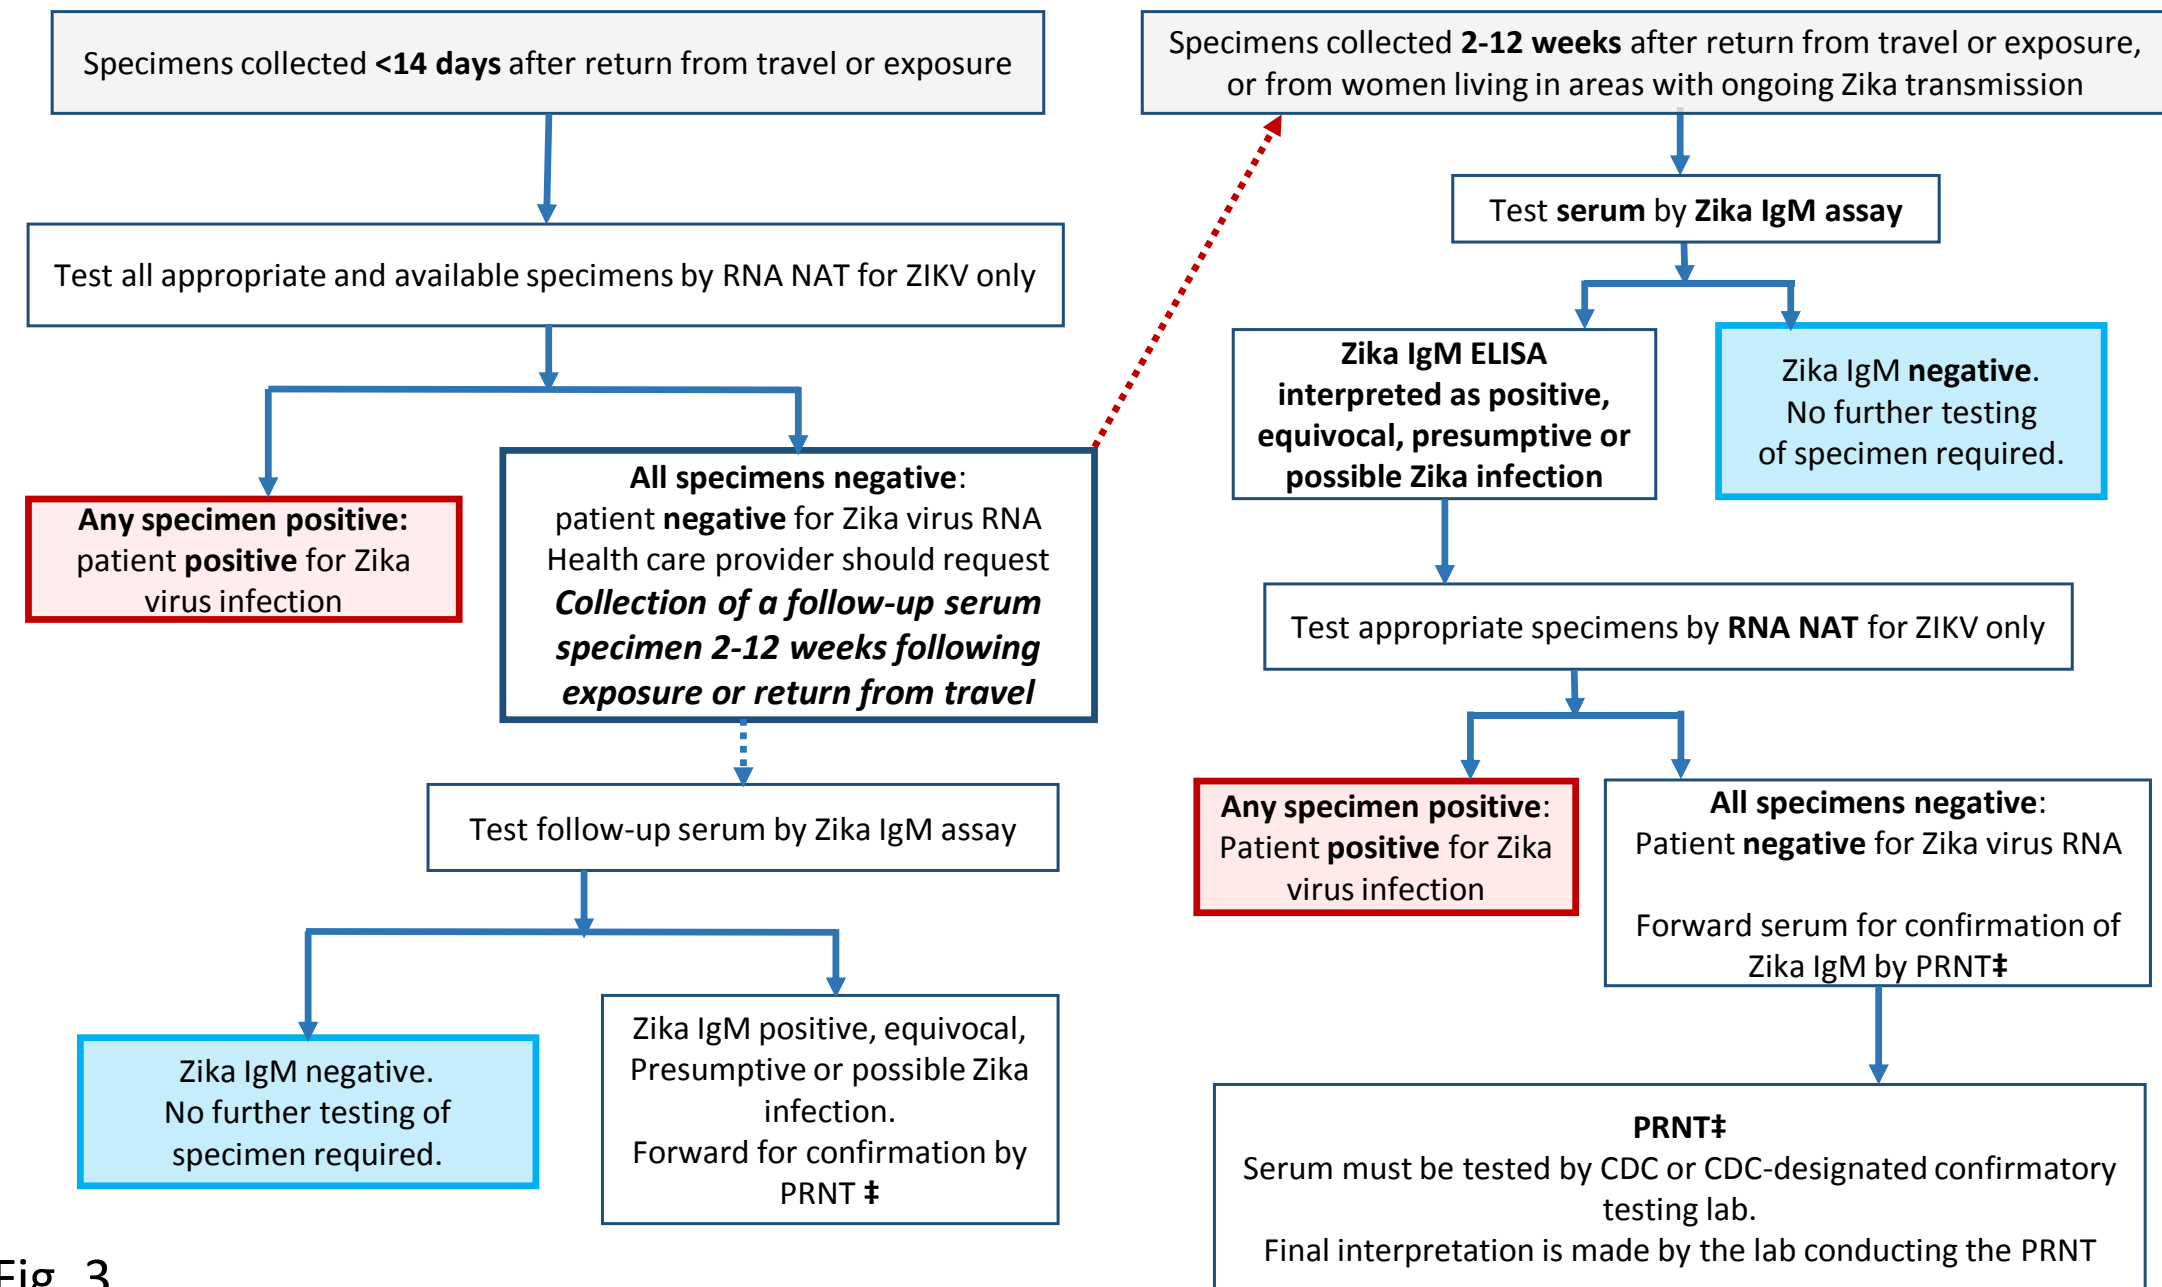 Specimens collected <14 days after return from travel or exposure
Test all appropriate and available specimens by RNA NAT for ZIKV only
Any specimen positive:
patient positive for Zika
virus infection
All specimens negative:
patient negative for Zika virus RNA
Health care provider should request
Collection of a follow-up serum
specimen 2-12 weeks following
exposure or return from travel
Test follow-up serum by Zika IgM assay
Zika IgM negative.
No further testing of
specimen required.
Zika IgM positive, equivocal,
Presumptive or possible Zika
infection.
Forward for confirmation by
PRNT ‡
Specimens collected 2-12 weeks after return from travel or exposure,
or from women living in areas with ongoing Zika transmission
Test serum by Zika IgM assay
Zika IgM ELISA
interpreted as positive,
equivocal, presumptive or
possible Zika infection
Zika IgM negative.
No further testing
of specimen required.
Test appropriate specimens by RNA NAT for ZIKV only
Any specimen positive:
Patient positive for Zika
virus infection
All specimens negative:
Patient negative for Zika virus RNA
Forward serum for confirmation of
Zika IgM by PRNT‡
PRNT‡
Serum must be tested by CDC or CDC-designated confirmatory
testing lab.
Final interpretation is made by the lab conducting the PRNT
Fig. 3